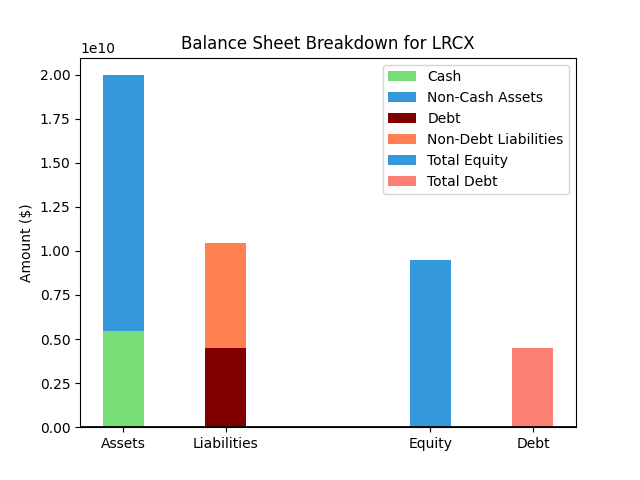 Balance Sheet Breakdown for LRCX
1e10
Amount ($)
2.00
1.75
1.50
1.25
1.00
0.75
0.50
0.25
0.00
Cash
Non-Cash Assets
Debt
Non-Debt Liabilities
Total Equity
Total Debt
Assets
Liabilities
Equity
Debt